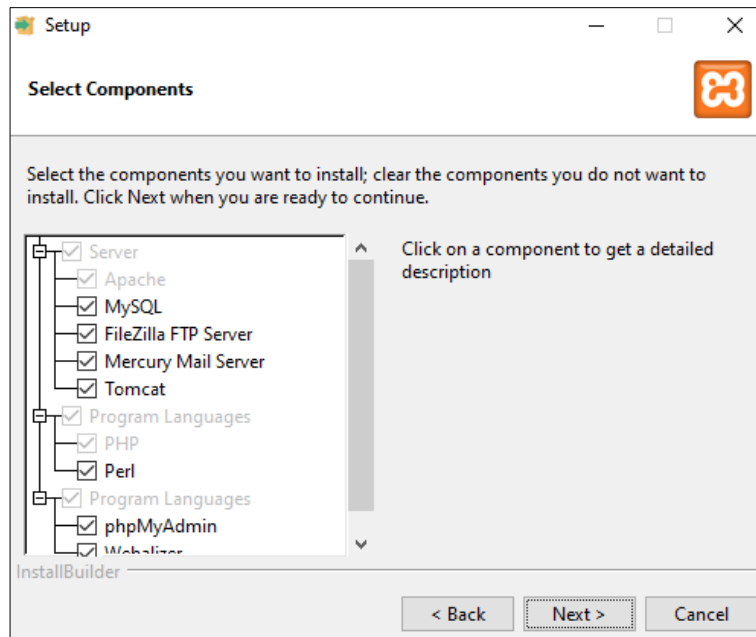 Setup
Select Components
Select the components you want to install; clear the components you do not want to
install. Click Next when you are ready to continue.
Server
Apache
MySQL
FileZilla FTP Server
Mercury Mail Server
Tomcat
Program Languages
PHP
Perl
Program Languages
phpMyAdmin
Webalizer
Click on a component to get a detailed
description
InstallBuilder
< Back
Next >
Cancel